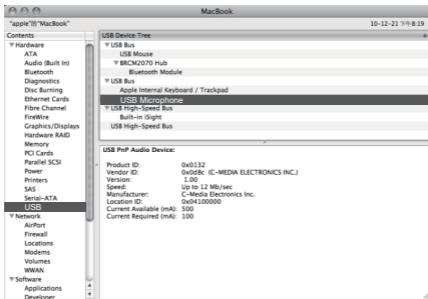 MacBook
"apple"的"MacBook"
10-12-21 下午8:19
Contents
▼Hardware
ATA
Audio (Built In)
Bluetooth
Diagnostics
Disc Burning
Ethernet Cards
Fibre Channel
FireWire
Graphics/Displays
Hardware RAID
Memory
PCI Cards
Parallel SCSI
Power
Printers
SAS
Serial-ATA
USB
▼Network
AirPort
Firewall
Locations
Modems
Volumes
WWAN
▼Software
Applications
Developer
USB Device Tree
▼USB Bus
USB Mouse
▼BRCM2070 Hub
Bluetooth Module
▼USB Bus
Apple Internal Keyboard / Trackpad
USB Microphone
▼USB High-Speed Bus
Built-in iSight
USB High-Speed Bus
USB PnP Audio Device:
Product ID: 0x0132
Vendor ID: 0x0d8c (C-MEDIA ELECTRONICS INC.)
Version: 1.00
Speed: Up to 12 Mb/sec
Manufacturer: C-Media Electronics Inc.
Location ID: 0x04100000
Current Available (mA): 500
Current Required (mA): 100